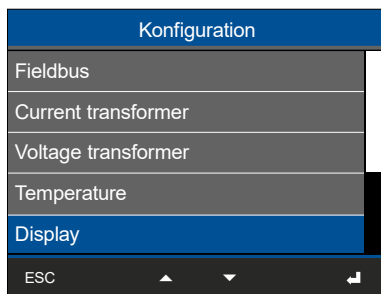 Konfiguration
Fieldbus
Current transformer
Voltage transformer
Temperature
Display
ESC